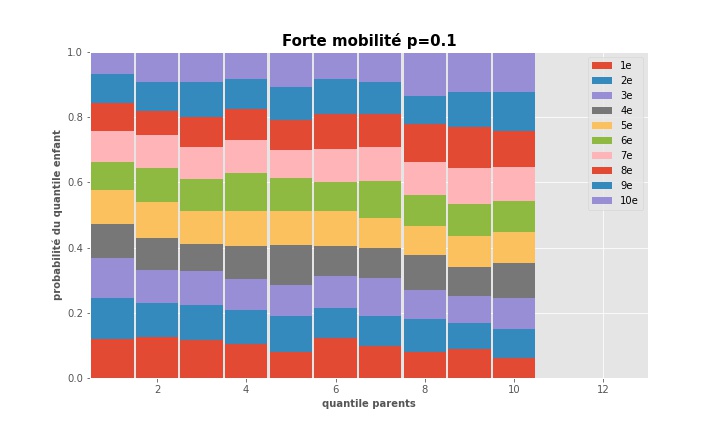 Forte mobilité p=0.1
probabilité du quantile enfant
1.0
0.8
0.6
0.4
0.2
0.0
1e
2e
3e
4e
5e
6e
7e
8e
9e
10e
2 4 6 8 10 12
quantile parents